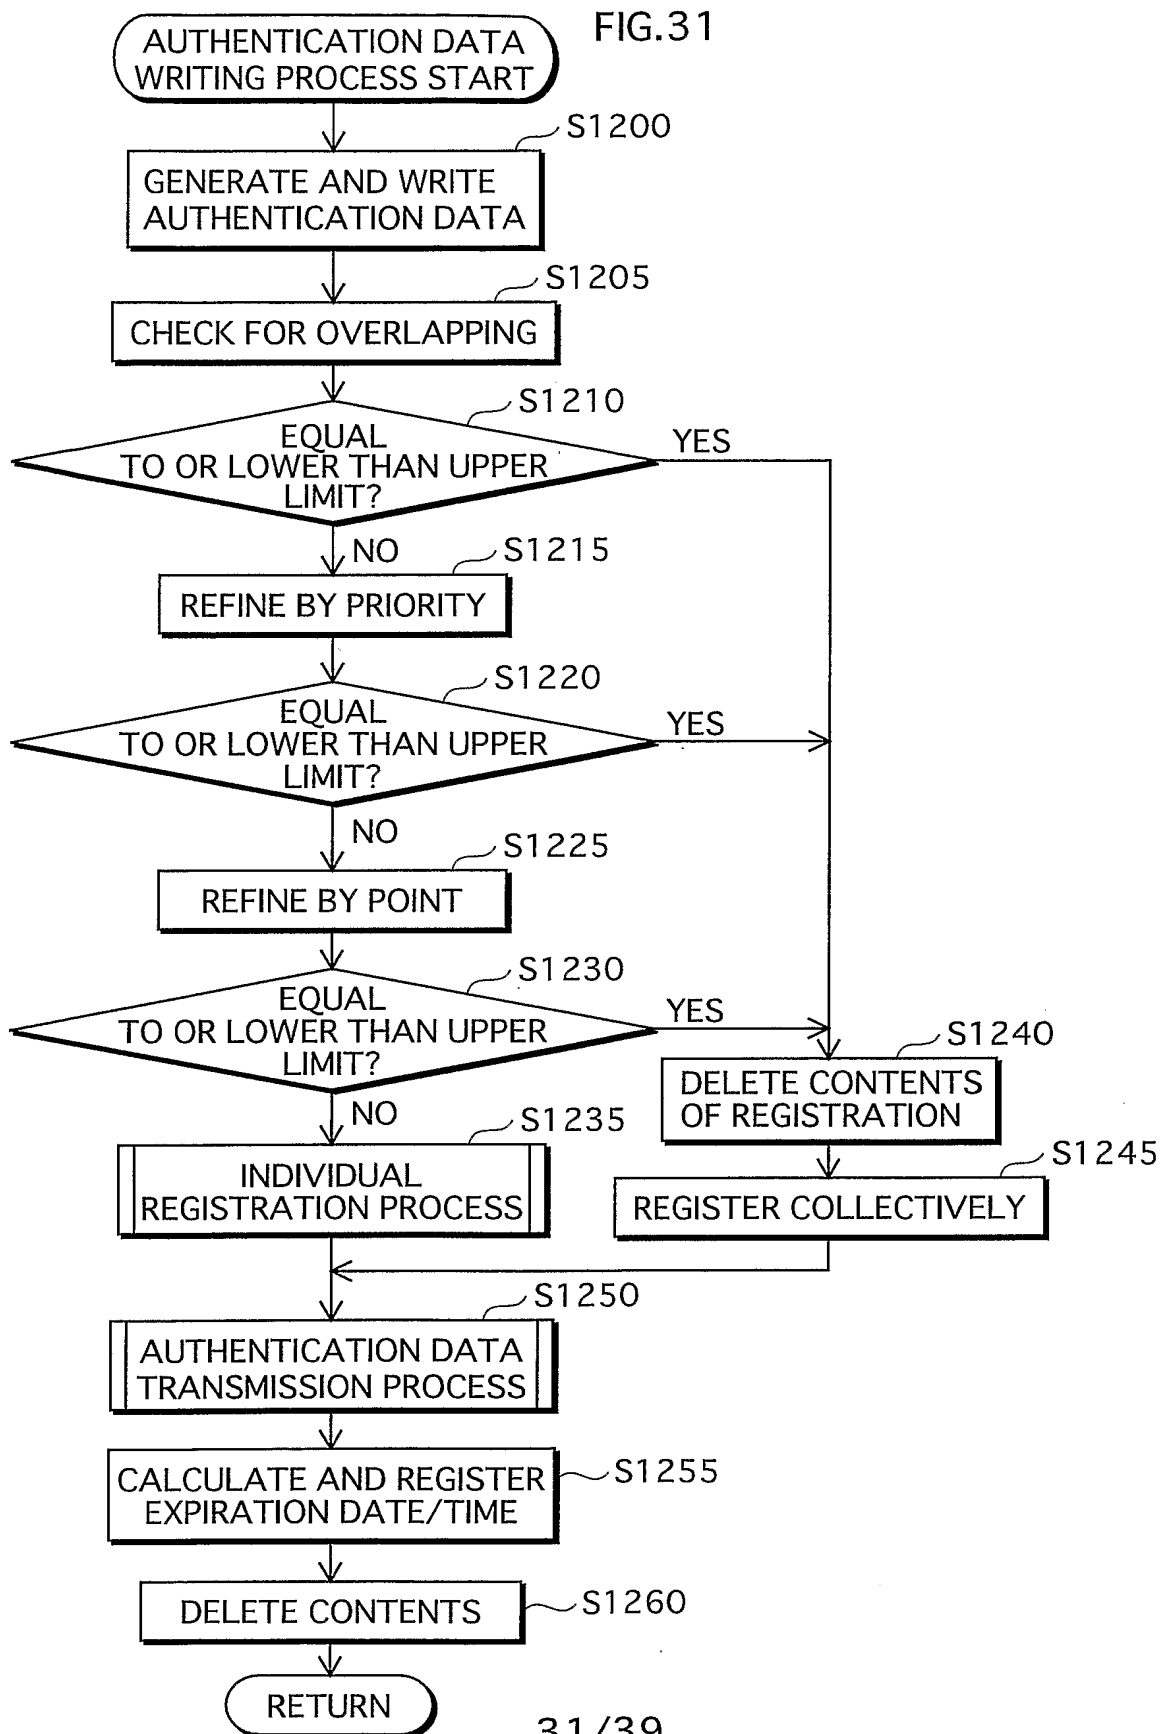 FIG.31
AUTHENTICATION DATA
WRITING PROCESS START
S1200
GENERATE AND WRITE
AUTHENTICATION DATA
S1205
CHECK FOR OVERLAPPING
S1210
EQUAL
TO OR LOWER THAN UPPER
LIMIT?
YES
NO
S1215
REFINE BY PRIORITY
S1220
EQUAL
TO OR LOWER THAN UPPER
LIMIT?
YES
NO
S1225
REFINE BY POINT
S1230
EQUAL
TO OR LOWER THAN UPPER
LIMIT?
YES
NO
S1240
DELETE CONTENTS
OF REGISTRATION
S1235
INDIVIDUAL
REGISTRATION PROCESS
S1245
REGISTER COLLECTIVELY
S1250
AUTHENTICATION DATA
TRANSMISSION PROCESS
CALCULATE AND REGISTER
EXPIRATION DATE/TIME
S1255
DELETE CONTENTS
S1260
RETURN
31/39